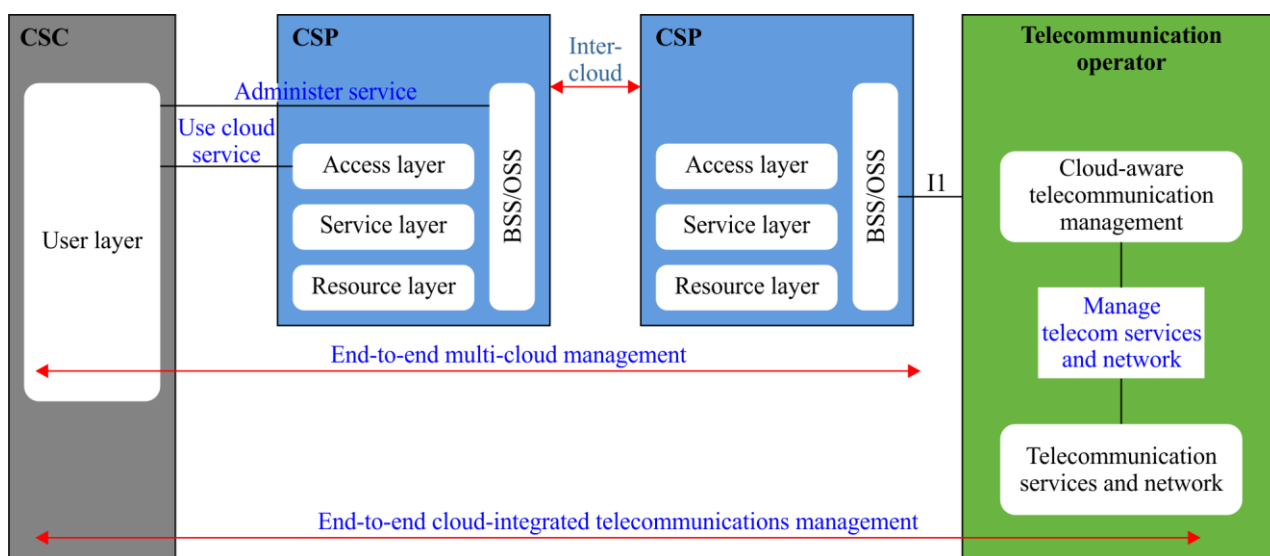 CSC
CSP
Inter-
cloud
CSP
Telecommunication
operator
Administer service
Use cloud
service
User layer
Access layer
Service layer
Resource layer
BSS/OSS
Access layer
Service layer
Resource layer
BSS/OSS
I1
Cloud-aware
telecommunication
management
Manage
telecom services
and network
Telecommunication
services and network
End-to-end multi-cloud management
End-to-end cloud-integrated telecommunications management